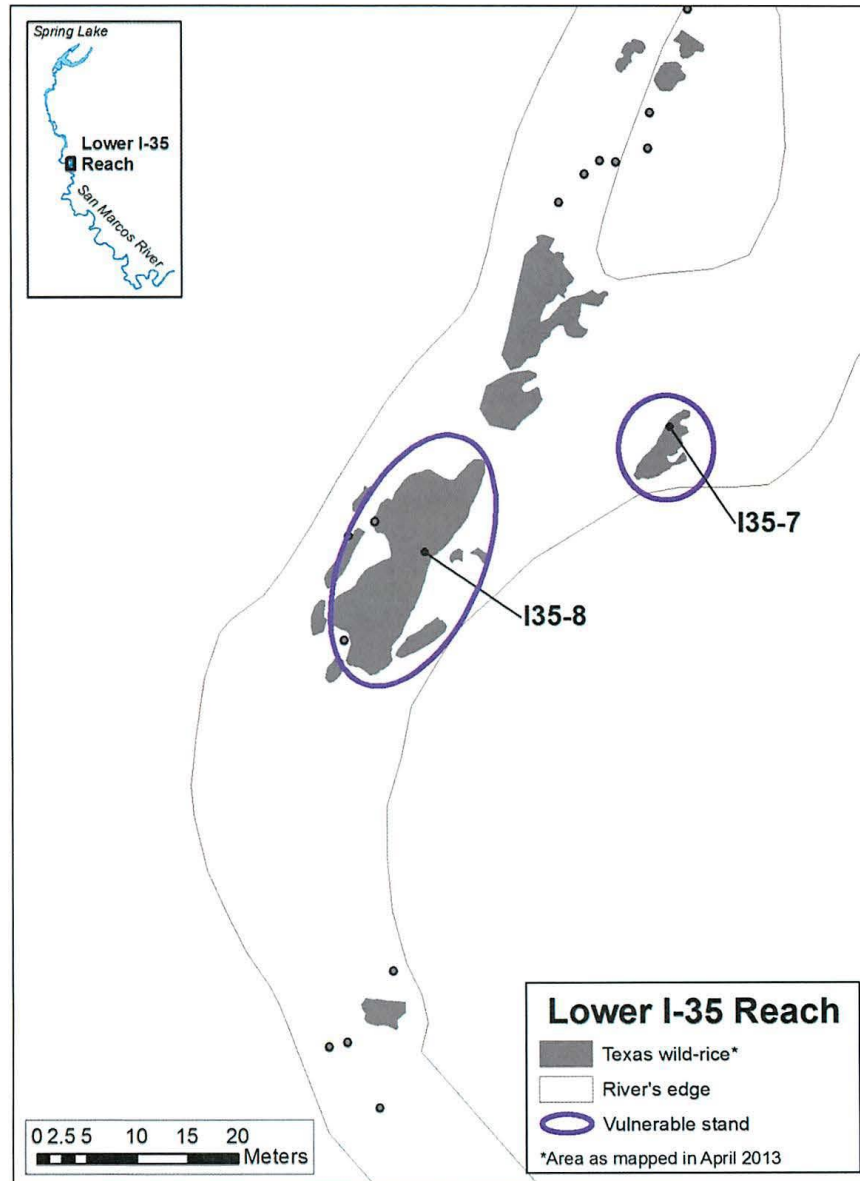 Spring Lake
Lower I-35
Reach
San Marcos River
I35-7
I35-8
Lower I-35 Reach
Texas wild-rice*
River's edge
Vulnerable stand
*Area as mapped in April 2013
0 2.5 5 10 15 20
Meters